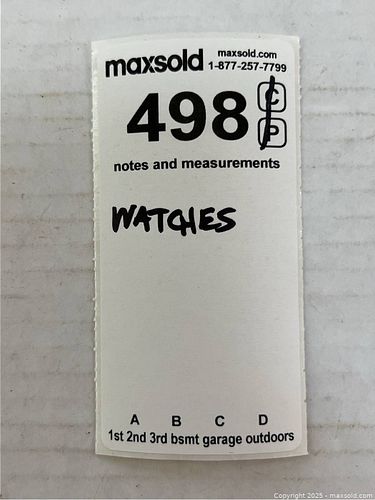 maxsold maxsold.com
1-877-257-7799
498 C
P
notes and measurements
WATCHES
A B C D
1st 2nd 3rd bsmt garage outdoors
Copyright 2025 - maxsold.com